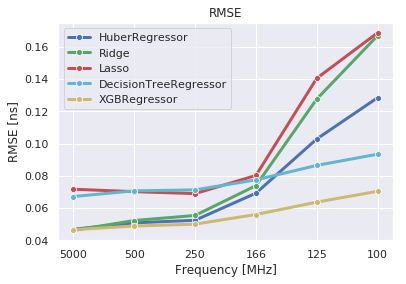 RMSE
HuberRegressor
Ridge
Lasso
DecisionTreeRegressor
XGBRegressor
RMSE [ns]
0.16
0.14
0.12
0.10
0.08
0.06
0.04
5000 500 250 166 125 100
Frequency [MHz]